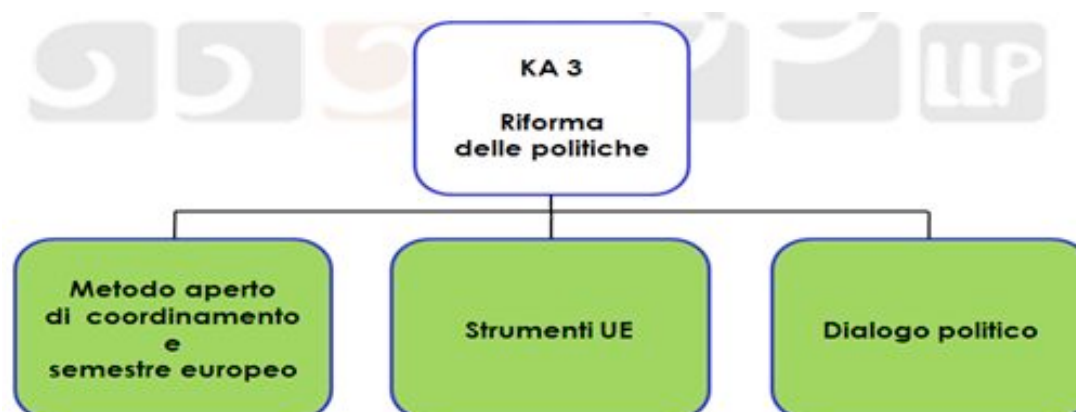 LLP
KA 3
Riforma
delle politiche
Metodo aperto
di coordinamento
e
semestre europeo
Strumenti UE
Dialogo politico